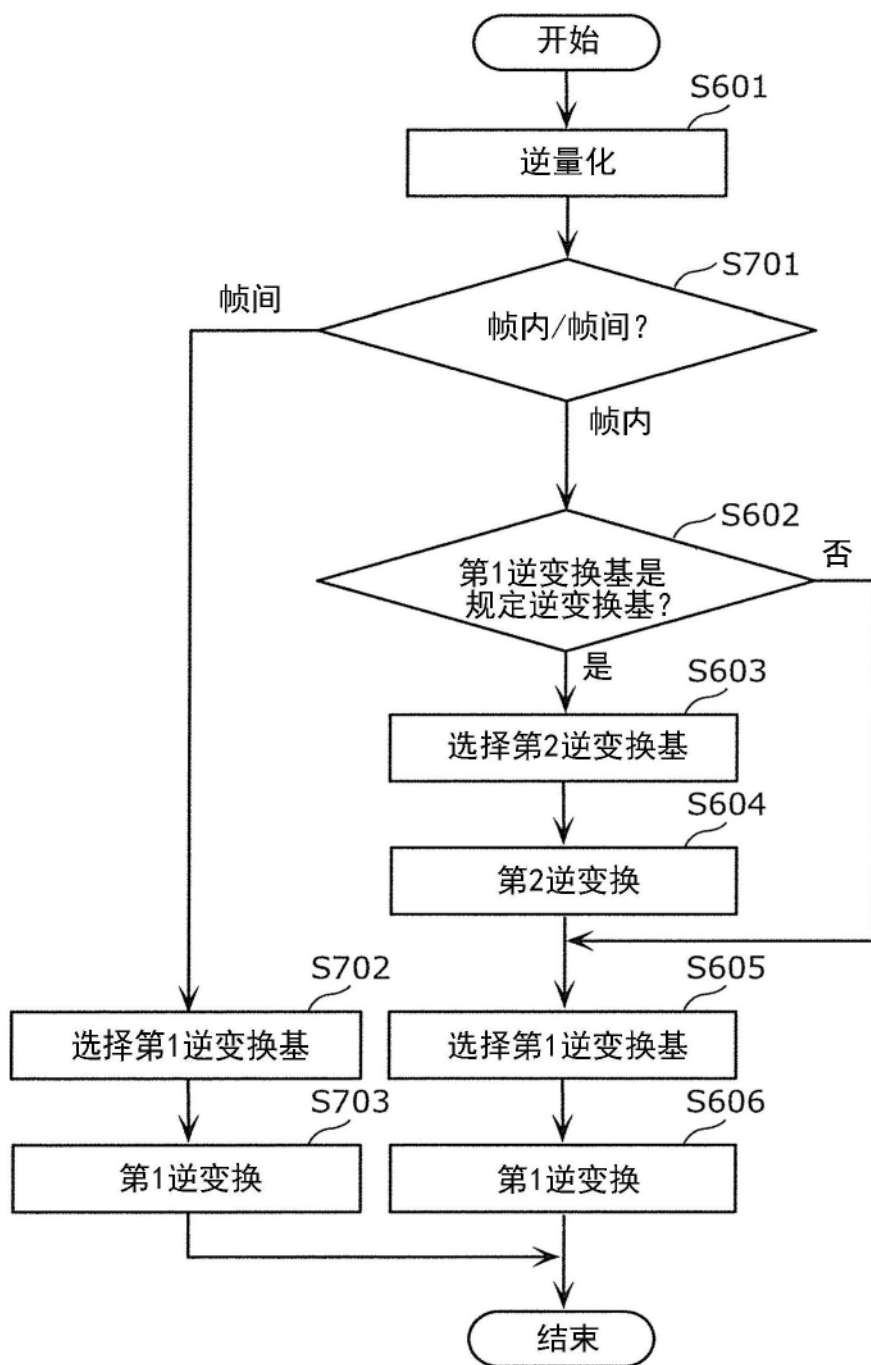 开始
S601
逆量化
S701
帧间
帧内/帧间?
帧内
S602
否
第1逆变换基是
规定逆变换基?
是
S603
选择第2逆变换基
S604
第2逆变换
S702
S605
选择第1逆变换基
选择第1逆变换基
S703
S606
第1逆变换
第1逆变换
结束